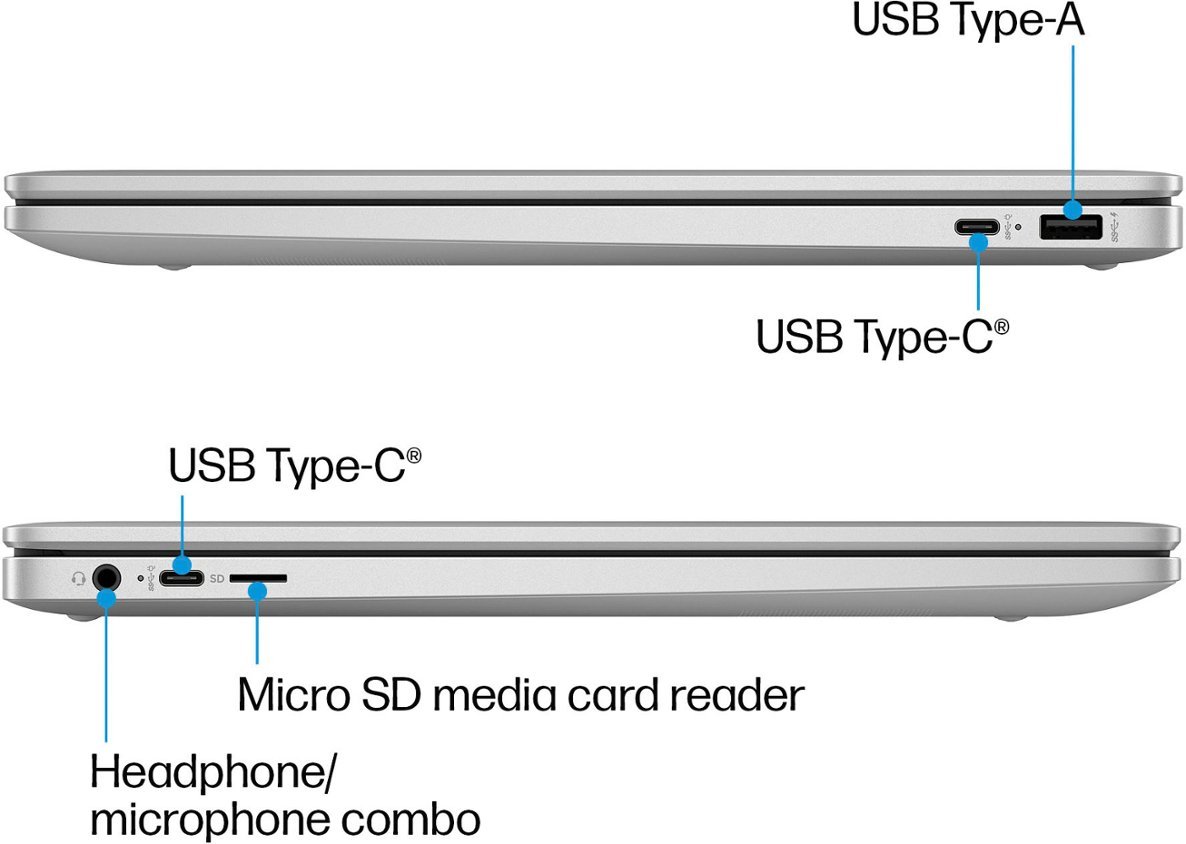 USB Type-A
USB Type-C®
USB Type-C®
SD
Micro SD media card reader
Headphone/
microphone combo